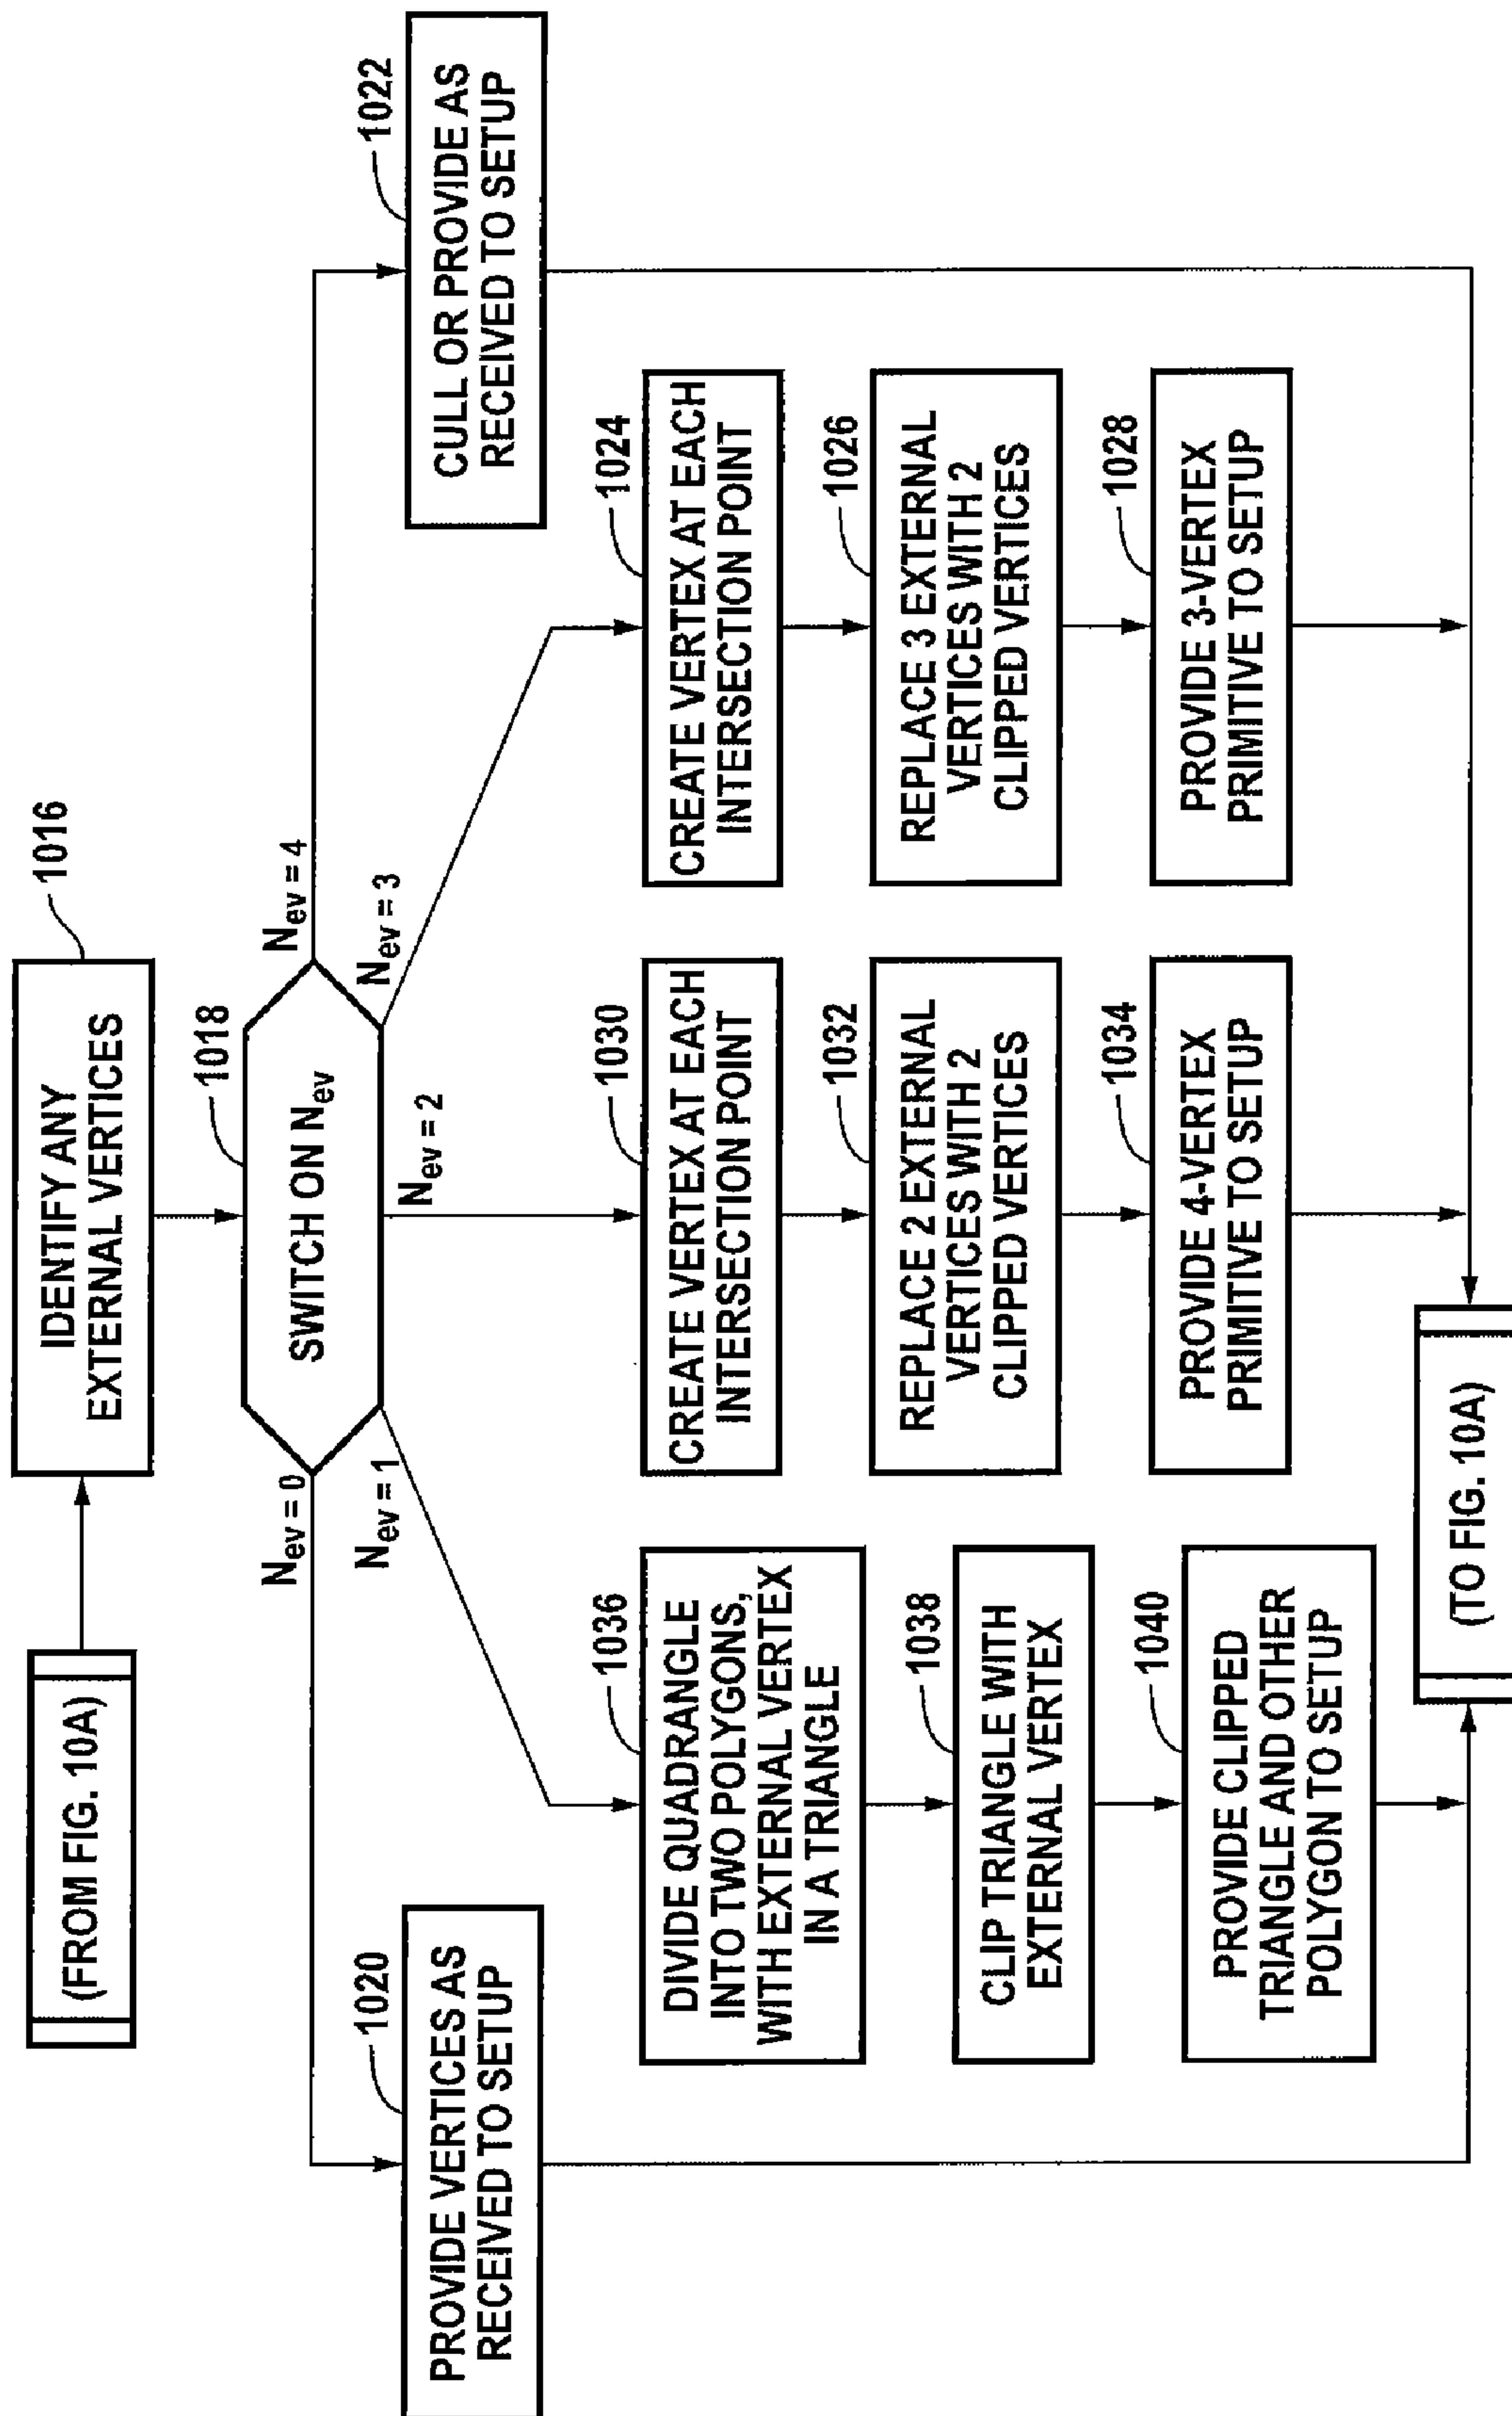 (FROM FIG. 10A)
IDENTIFY ANY
EXTERNAL VERTICES
1016
SWITCH ON Nev
1018
Nev = 0
Nev = 1
Nev = 2
Nev = 3
Nev = 4
PROVIDE VERTICES AS
RECEIVED TO SETUP
1020
CULL OR PROVIDE AS
RECEIVED TO SETUP
1022
DIVIDE QUADRANGLE
INTO TWO POLYGONS,
WITH EXTERNAL VERTEX
IN A TRIANGLE
1036
CLIP TRIANGLE WITH
EXTERNAL VERTEX
1038
PROVIDE CLIPPED
TRIANGLE AND OTHER
POLYGON TO SETUP
1040
CREATE VERTEX AT EACH
INTERSECTION POINT
1030
REPLACE 2 EXTERNAL
VERTICES WITH 2
CLIPPED VERTICES
1032
PROVIDE 4-VERTEX
PRIMITIVE TO SETUP
1034
CREATE VERTEX AT EACH
INTERSECTION POINT
1024
REPLACE 3 EXTERNAL
VERTICES WITH 2
CLIPPED VERTICES
1026
PROVIDE 3-VERTEX
PRIMITIVE TO SETUP
1028
(TO FIG. 10A)